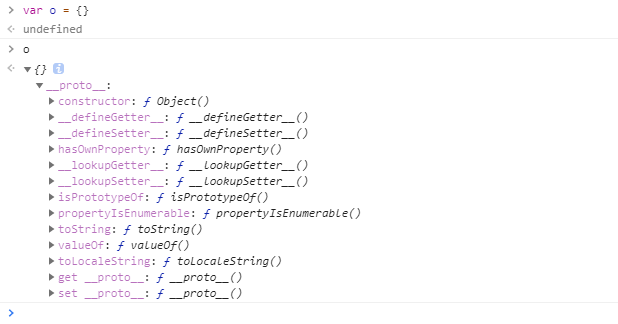 var o = {}
undefined
o
{} i
__proto__:
constructor: ƒ Object()
__defineGetter__: ƒ __defineGetter__()
__defineSetter__: ƒ __defineSetter__()
hasOwnProperty: ƒ hasOwnProperty()
__lookupGetter__: ƒ __lookupGetter__()
__lookupSetter__: ƒ __lookupSetter__()
isPrototypeOf: ƒ isPrototypeOf()
propertyIsEnumerable: ƒ propertyIsEnumerable()
toString: ƒ toString()
valueOf: ƒ valueOf()
toLocaleString: ƒ toLocaleString()
get __proto__: ƒ __proto__()
set __proto__: ƒ __proto__()